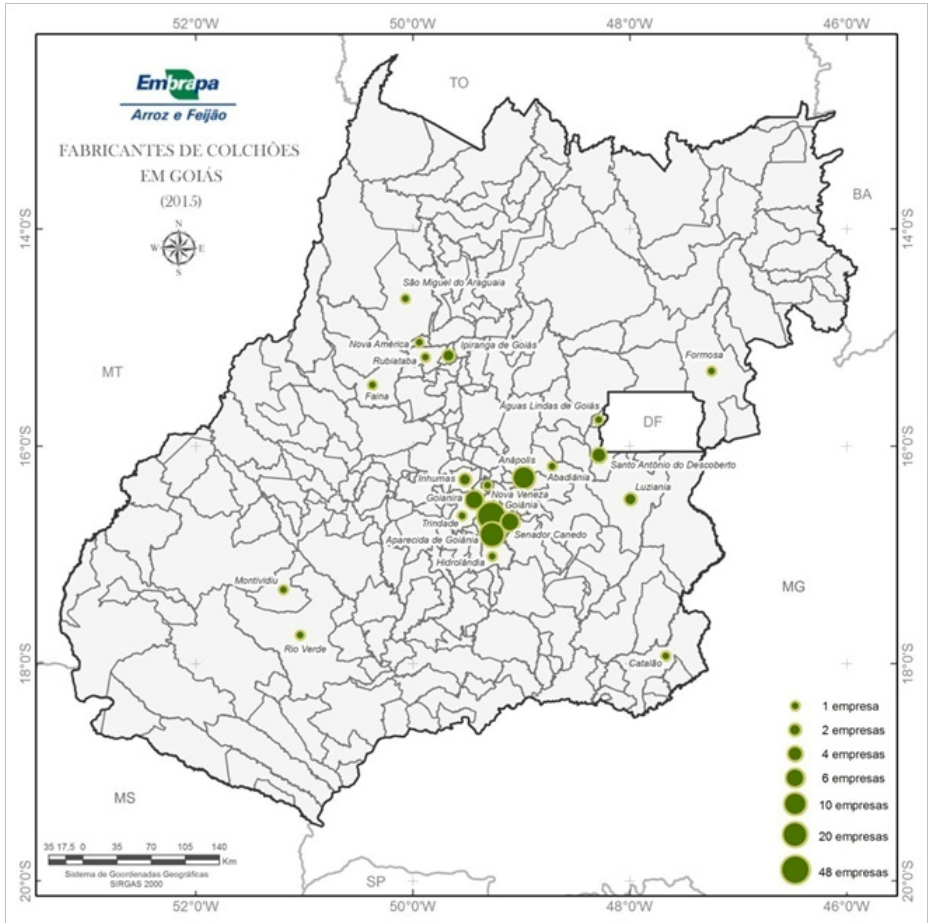 52°0'W 50°0'W 48°0'W 46°0'W
Embrapa
Arroz e Feijão
FABRICANTES DE COLCHÕES
EM GOIÁS
(2015)
N
W E
S
TO
BA
14°0'S 14°0'S
São Miguel do Araguaia
Nova América
Ipiranga de Goiás
Rubiataba
Formosa
MT
Faina
Águas Lindas de Goiás
DF
16°0'S 16°0'S
Anápolis
Santo Antônio do Descoberto
Inhumas
Abadiânia
Luziania
Goianira
Nova Veneza
Goiânia
Trindade
Senador Canedo
Aparecida de Goiânia
Hidrolândia
Montividiu
MG
Rio Verde
Catalão
18°0'S 18°0'S
1 empresa
2 empresas
4 empresas
6 empresas
10 empresas
20 empresas
48 empresas
MS
35 17,5 0 35 70 105 140
Km
Sistema de Coordenadas Geográficas
SIRGAS 2000
SP
20°0'S 20°0'S
52°0'W 50°0'W 48°0'W 46°0'W